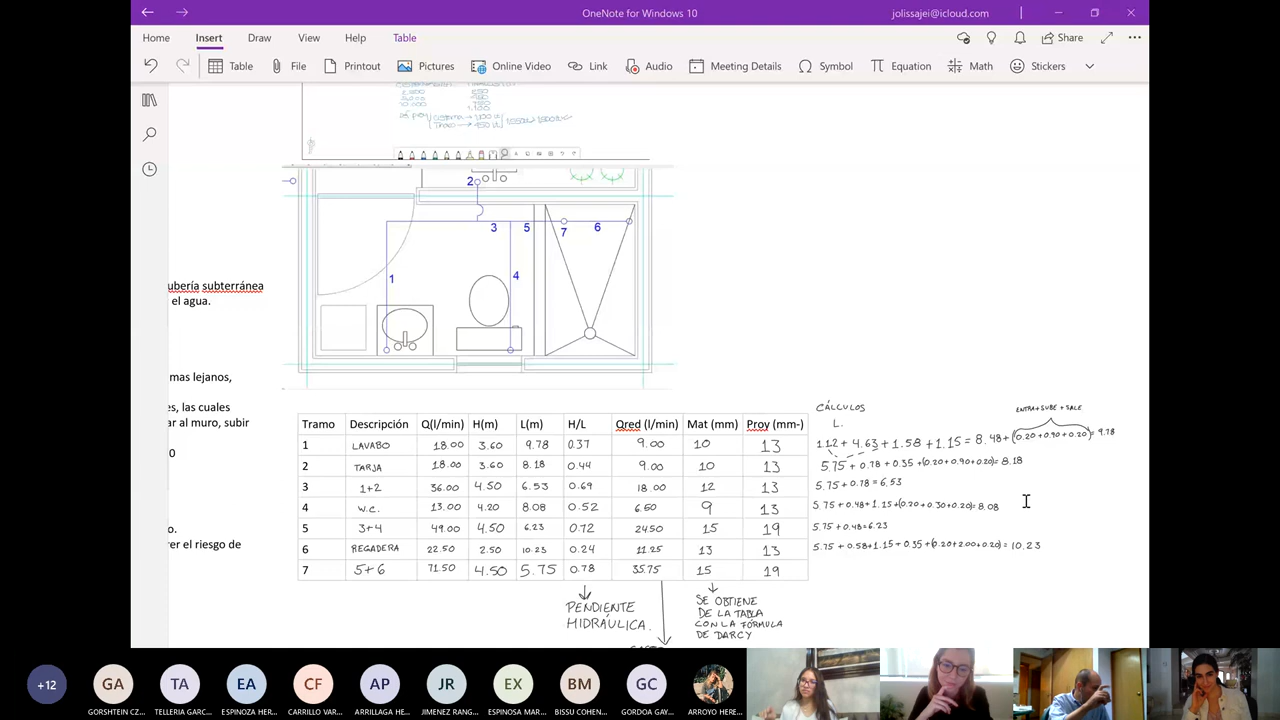 OneNote for Windows 10
jolissajei@icloud.com
Home Insert Draw View Help Table
Share
Table File Printout Pictures Online Video Link Audio Meeting Details Symbol Equation Math Stickers
2
3 5 7 6
1 4
ubería subterránea
el agua.
mas lejanos,
es, las cuales
ar al muro, subir
o
o.
rer el riesgo de
Tramo Descripción Q(l/min) H(m) L(m) H/L Qred (l/min) Mat (mm) Proy (mm-)
1 LAVABO 18.00 3.60 9.78 0.37 9.00 10 13
2 TARJA 18.00 3.60 8.18 0.44 9.00 10 13
3 1+2 36.00 4.50 6.53 0.69 18.00 12 13
4 W.C. 13.00 4.20 8.08 0.52 6.50 9 13
5 3+4 49.00 4.50 6.23 0.72 24.50 15 19
6 REGADERA 22.50 2.50 10.23 0.24 11.25 13 13
7 5+6 71.50 4.50 5.75 0.78 35.75 15 19
CÁLCULOS
L.
ENTRA+SUBE+SALE
1.12+ 4.63+1.58+1.15= 8.48+(0.20+0.90+0.20)= 9.78
5.75+0.78+0.35+(0.20+0.90+0.20)=8.18
5.75+0.78=6.53
5.75+0.48+1.15+(0.20+0.30+0.20)=8.08
5.75+0.48=6.23
5.75+0.58+1.15+0.35+(0.20+2.00+0.20)=10.23
PENDIENTE
HIDRÁULICA.
SE OBTIENE
DE LA TABLA
CON LA FÓRMULA
DE DARCY
+12 GA TA EA CF AP JR EX BM GC
GORSHTEIN CZ... TELLERIA GARC... ESPINOZA HER... CARRILLO VAR... ARRILLAGA HE... JIMENEZ RANG... ESPINOSA MAR... BISSU COHEN... GORDOA GAY... ARROYO HERE...